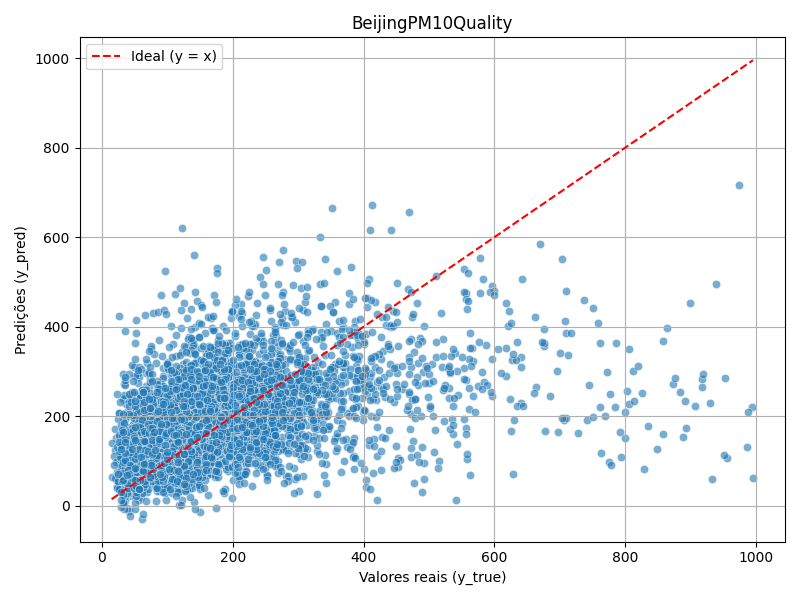 BeijingPM10Quality
Ideal (y = x)
Predições (y_pred)
1000
800
600
400
200
0
0 200 400 600 800 1000
Valores reais (y_true)